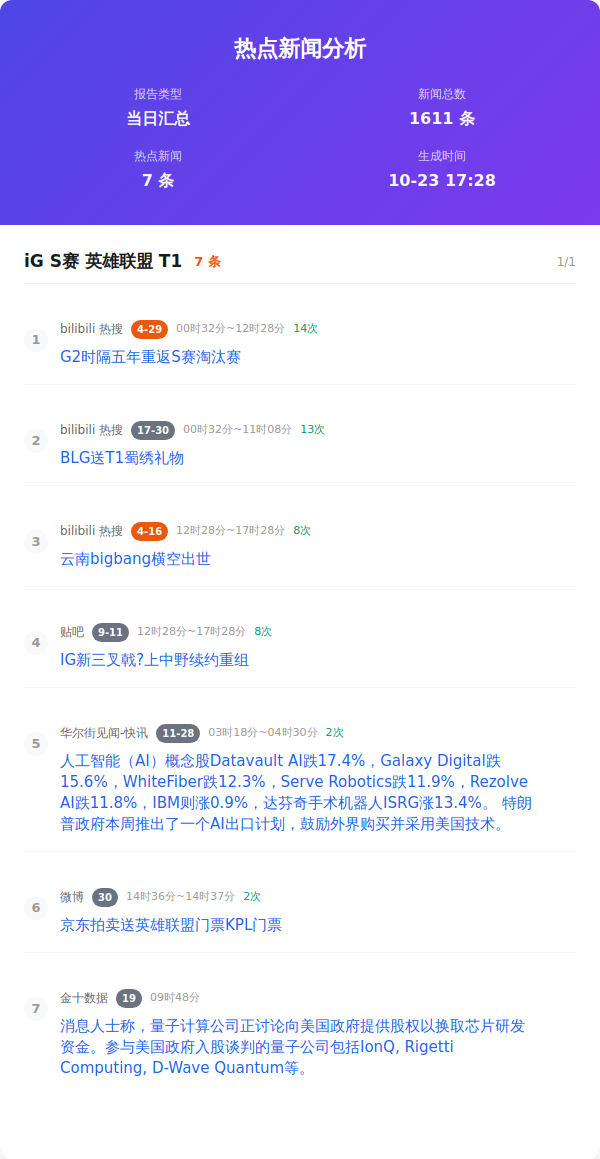 热点新闻分析
报告类型
新闻总数
当日汇总
1611 条
热点新闻
生成时间
7 条
10-23 17:28
iG S赛 英雄联盟 T1 7 条 1/1
1
bilibili 热搜 4-29 00时32分~12时28分 14次
G2时隔五年重返S赛淘汰赛
2
bilibili 热搜 17-30 00时32分~11时08分 13次
BLG送T1蜀绣礼物
3
bilibili 热搜 4-16 12时28分~17时28分 8次
云南bigbang横空出世
4
贴吧 9-11 12时28分~17时28分 8次
IG新三叉戟?上中野续约重组
5
华尔街见闻-快讯 11-28 03时18分~04时30分 2次
人工智能（AI）概念股Datavault AI跌17.4%，Galaxy Digital跌
15.6%，WhiteFiber跌12.3%，Serve Robotics跌11.9%，Rezolve
AI跌11.8%，IBM则涨0.9%，达芬奇手术机器人ISRG涨13.4%。 特朗
普政府本周推出了一个AI出口计划，鼓励外界购买并采用美国技术。
6
微博 30 14时36分~14时37分 2次
京东拍卖送英雄联盟门票KPL门票
7
金十数据 19 09时48分
消息人士称，量子计算公司正讨论向美国政府提供股权以换取芯片研发
资金。参与美国政府入股谈判的量子公司包括IonQ, Rigetti
Computing, D-Wave Quantum等。